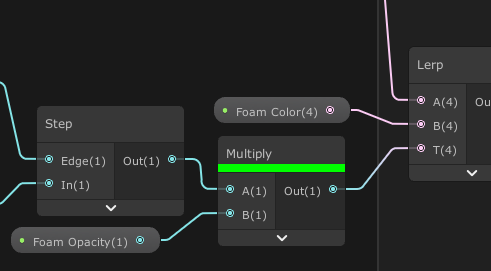 Lerp
A(4)
Ou
Foam Color(4)
B(4)
Step
T(4)
Multiply
Edge(1)
Out(1)
In(1)
A(1)
Out(1)
B(1)
Foam Opacity(1)